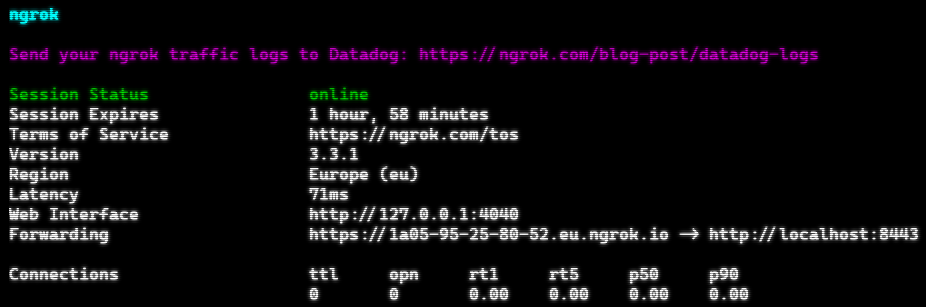 ngrok
Send your ngrok traffic logs to Datadog: https://ngrok.com/blog-post/datadog-logs
Session Status online
Session Expires 1 hour, 58 minutes
Terms of Service https://ngrok.com/tos
Version 3.3.1
Region Europe (eu)
Latency 71ms
Web Interface http://127.0.0.1:4040
Forwarding https://1a05-95-25-80-52.eu.ngrok.io -> http://localhost:8443
Connections ttl opn rt1 rt5 p50 p90
0 0 0.00 0.00 0.00 0.00